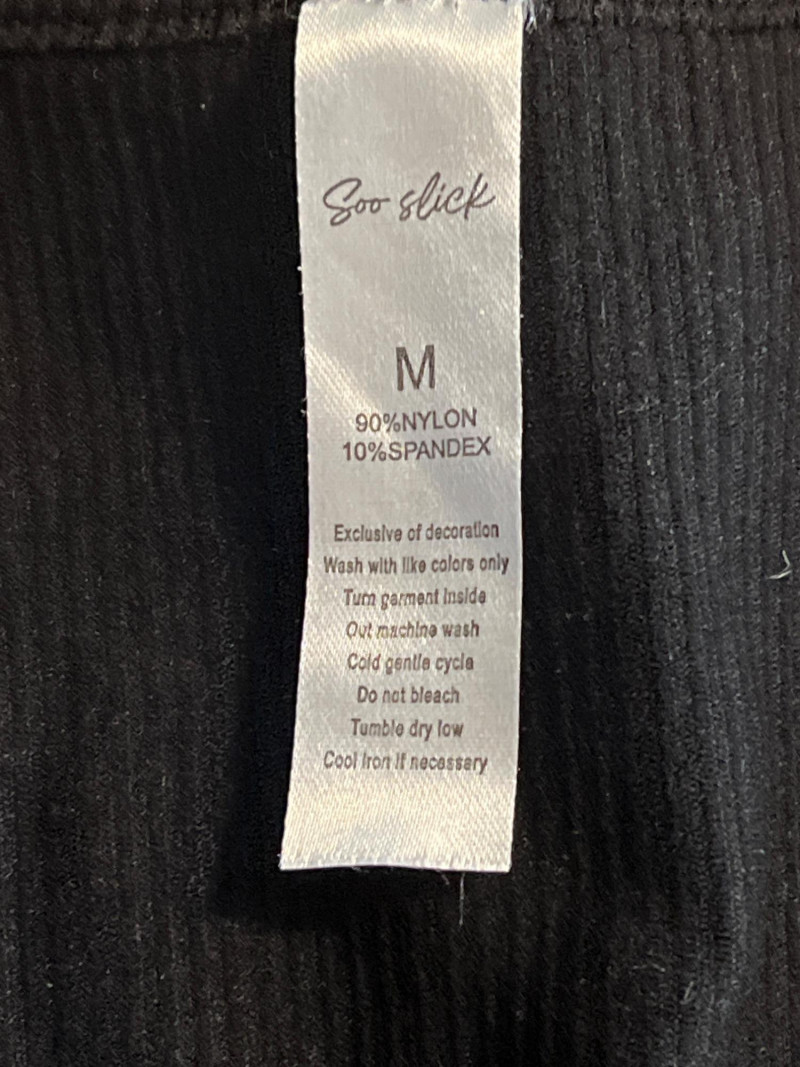 Soo slick
M
90%NYLON
10%SPANDEX
Exclusive of decoration
Wash with like colors only
Turn garment Inside
Out machine wash
Cold gentle cycle
Do not bleach
Tumble dry low
Cool Iron If necessary